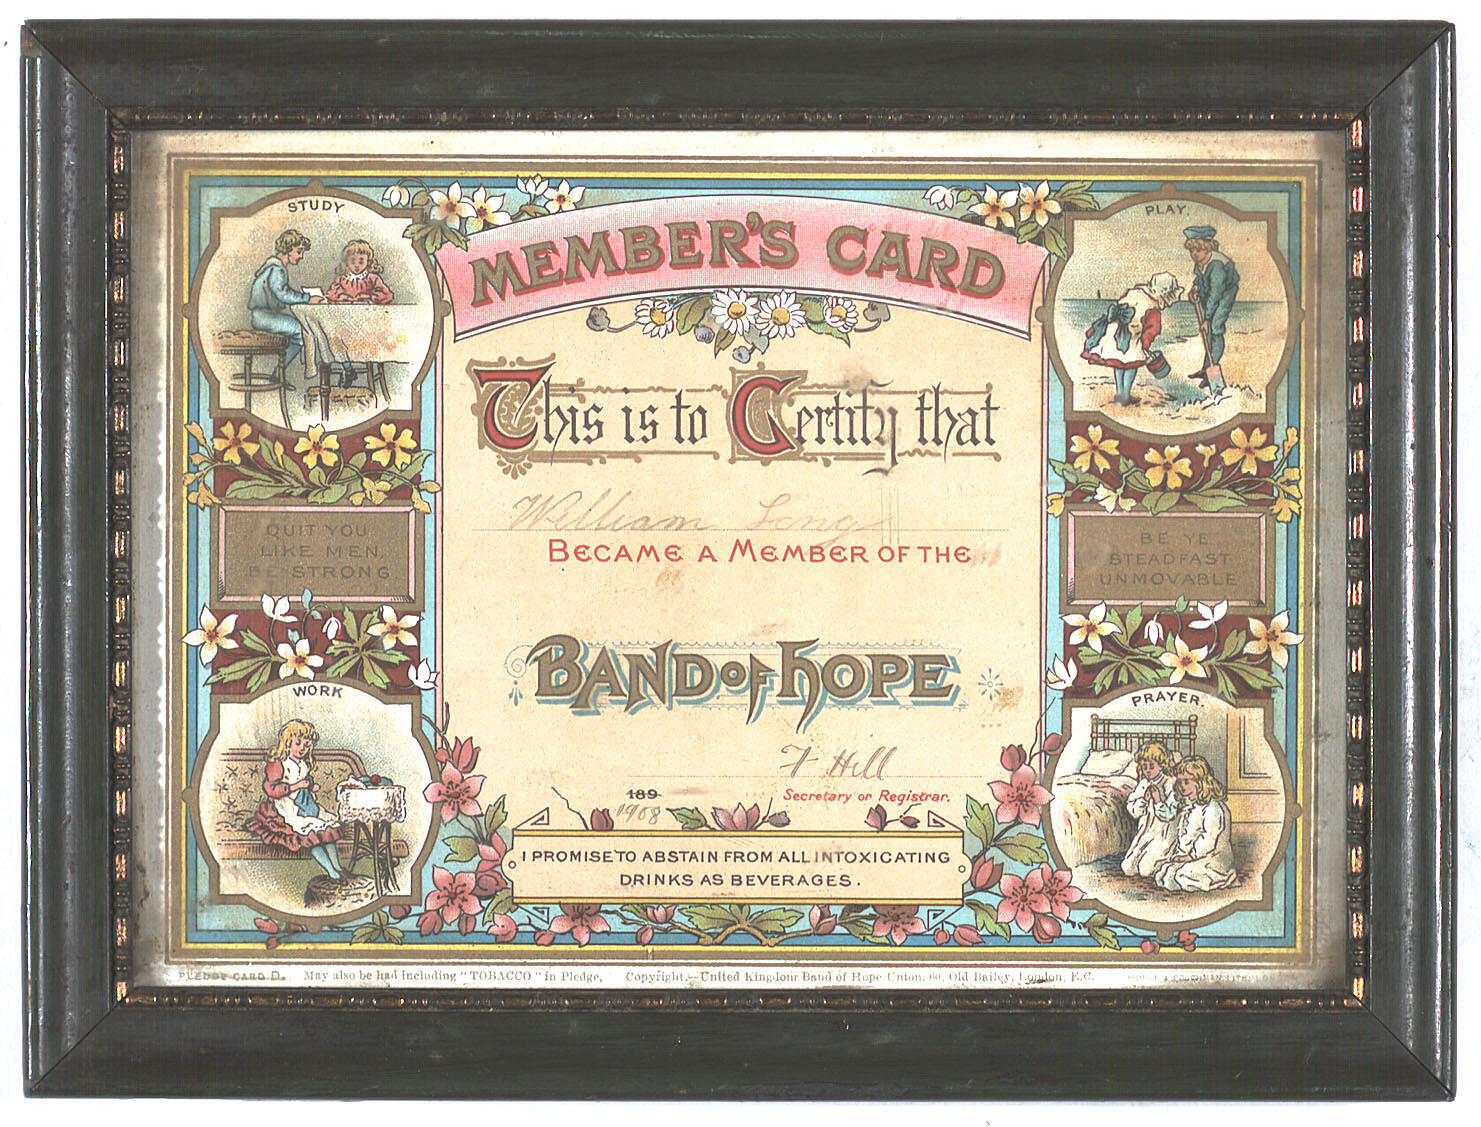 MEMBER'S CARD
STUDY
PLAY.
This is to Certify that
William Long
BECAME A MEMBER OF THE
QUIT YOU
LIKE MEN,
BE STRONG
BE YE
STEADFAST
UNMOVABLE
BAND OF HOPE
WORK
PRAYER.
F Hill
189
1908
Secretary or Registrar.
I PROMISE TO ABSTAIN FROM ALL INTOXICATING
DRINKS AS BEVERAGES.
PLEDGE CARD D. May also be had including "TOBACCO" in Pledge. Copyright.—United Kingdom Band of Hope Union, 60, Old Bailey, London, E.C.